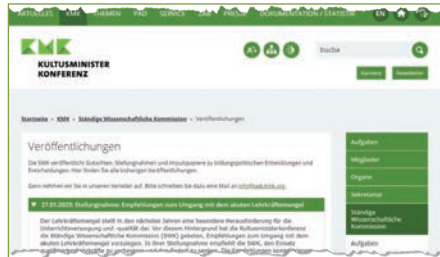 AKTUELLES KMK THEMEN PAD SERVICE ZAB PRESSE DOKUMENTATION / STATISTIK EN
KMK
KULTUSMINISTER
KONFERENZ
Suche
Karriere Newsletter
Startseite » KMK » Ständige Wissenschaftliche Kommission » Veröffentlichungen
Veröffentlichungen
Die SWK veröffentlicht Gutachten, Stellungnahmen und Impulspapiere zu bildungspolitischen Entwicklungen und
Entscheidungen. Hier finden Sie alle bisherigen Veröffentlichungen.
Gern nehmen wir Sie in unseren Verteiler auf. Bitte schreiben Sie dazu eine Mail an
27.01.2023: Stellungnahme: Empfehlungen zum Umgang mit dem akuten Lehrkräftemangel
Der Lehrkräftemangel stellt in den nächsten Jahren eine besondere Herausforderung für die
Unterrichtsversorgung und -qualität dar. Vor diesem Hintergrund hat die Kultusministerkonferenz
die Ständige Wissenschaftliche Kommission (SWK) gebeten, Empfehlungen zum Umgang mit dem
akuten Lehrkräftemangel vorzulegen. In ihrer Stellungnahme empfiehlt die SWK, den Einsatz
Aufgaben
Mitglieder
Organe
Sekretariat
Ständige
Wissenschaftliche
Kommission
Aufgaben